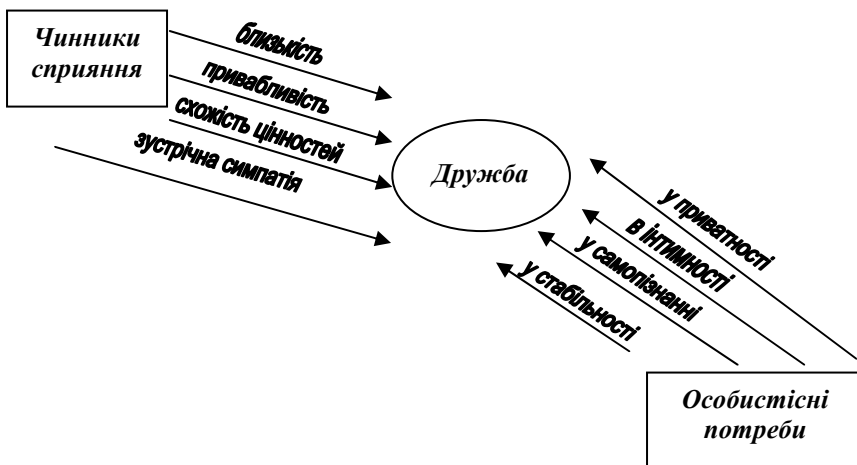 Чинники
сприяння
близькість
привабливість
схожість цінностей
зустрічна симпатія
Дружба
у приватності
в інтимності
у самопізнанні
у стабільності
Особистісні
потреби